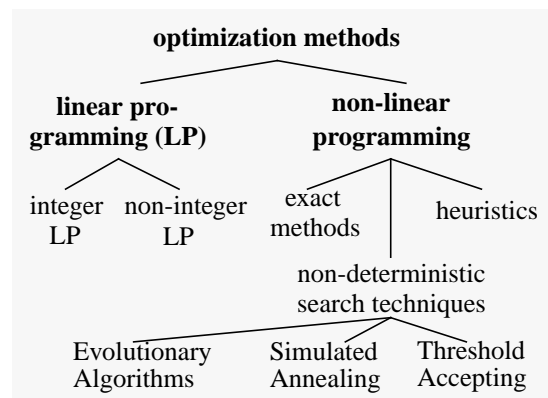 optimization methods
linear pro-
gramming (LP)
non-linear
programming
integer
LP
non-integer
LP
exact
methods
heuristics
non-deterministic
search techniques
Evolutionary
Algorithms
Simulated
Annealing
Threshold
Accepting